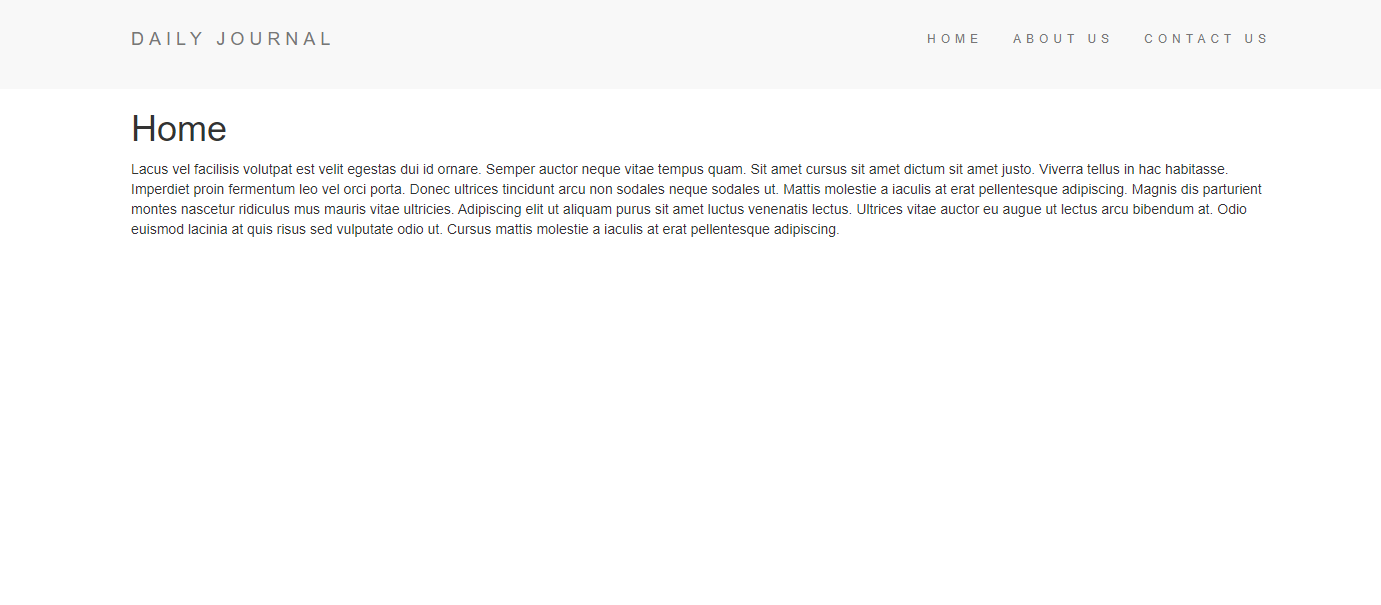 DAILY JOURNAL HOME ABOUT US CONTACT US
Home
Lacus vel facilisis volutpat est velit egestas dui id ornare. Semper auctor neque vitae tempus quam. Sit amet cursus sit amet dictum sit amet justo. Viverra tellus in hac habitasse.
Imperdiet proin fermentum leo vel orci porta. Donec ultrices tincidunt arcu non sodales neque sodales ut. Mattis molestie a iaculis at erat pellentesque adipiscing. Magnis dis parturient
montes nascetur ridiculus mus mauris vitae ultricies. Adipiscing elit ut aliquam purus sit amet luctus venenatis lectus. Ultrices vitae auctor eu augue ut lectus arcu bibendum at. Odio
euismod lacinia at quis risus sed vulputate odio ut. Cursus mattis molestie a iaculis at erat pellentesque adipiscing.